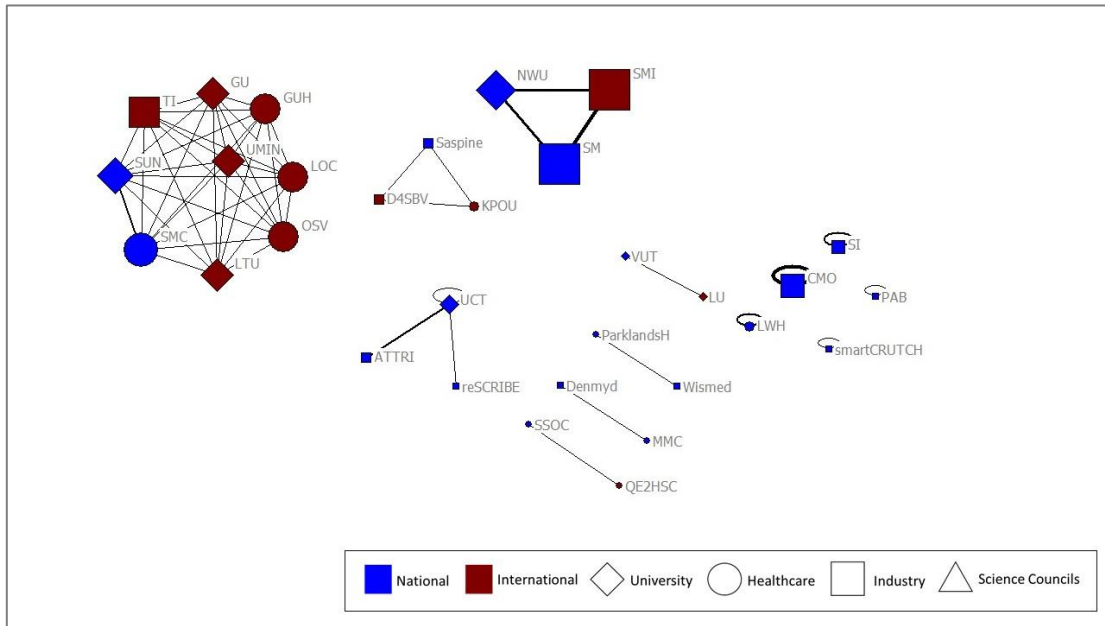 GU
TI
GUH
NWU
SMI
Saspine
UMIN
SUN
LOC
SM
D4SBV
KPOU
OSV
SMC
LTU
VUT
SI
CMO
LU
PAB
UCT
LWH
ParklandsH
smartCRUTCH
ATTRI
reSCRIBE
Denmyd
Wismed
SSOC
MMC
QE2HSC
National
International
University
Healthcare
Industry
Science Councils